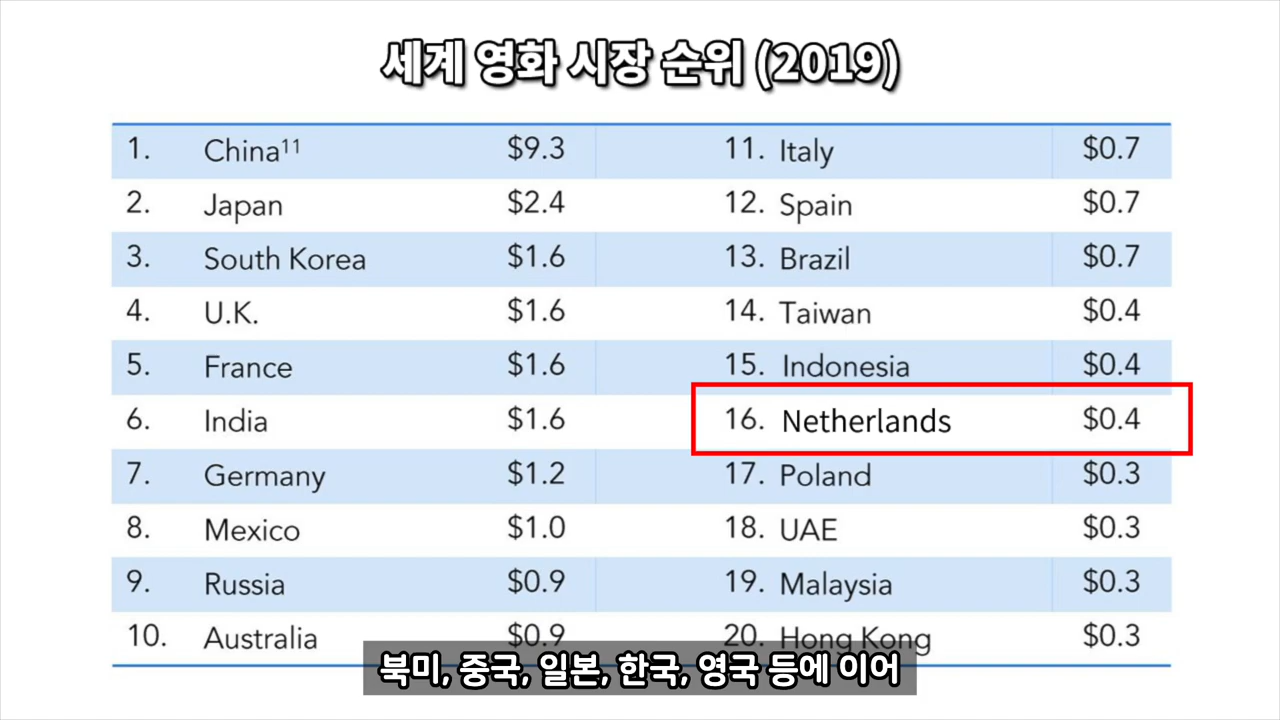 세계 영화 시장 순위 (2019)
1. China¹¹ $9.3 11. Italy $0.7
2. Japan $2.4 12. Spain $0.7
3. South Korea $1.6 13. Brazil $0.7
4. U.K. $1.6 14. Taiwan $0.4
5. France $1.6 15. Indonesia $0.4
6. India $1.6 16. Netherlands $0.4
7. Germany $1.2 17. Poland $0.3
8. Mexico $1.0 18. UAE $0.3
9. Russia $0.9 19. Malaysia $0.3
10. Australia $0.9 20. Hong Kong $0.3
북미, 중국, 일본, 한국, 영국 등에 이어